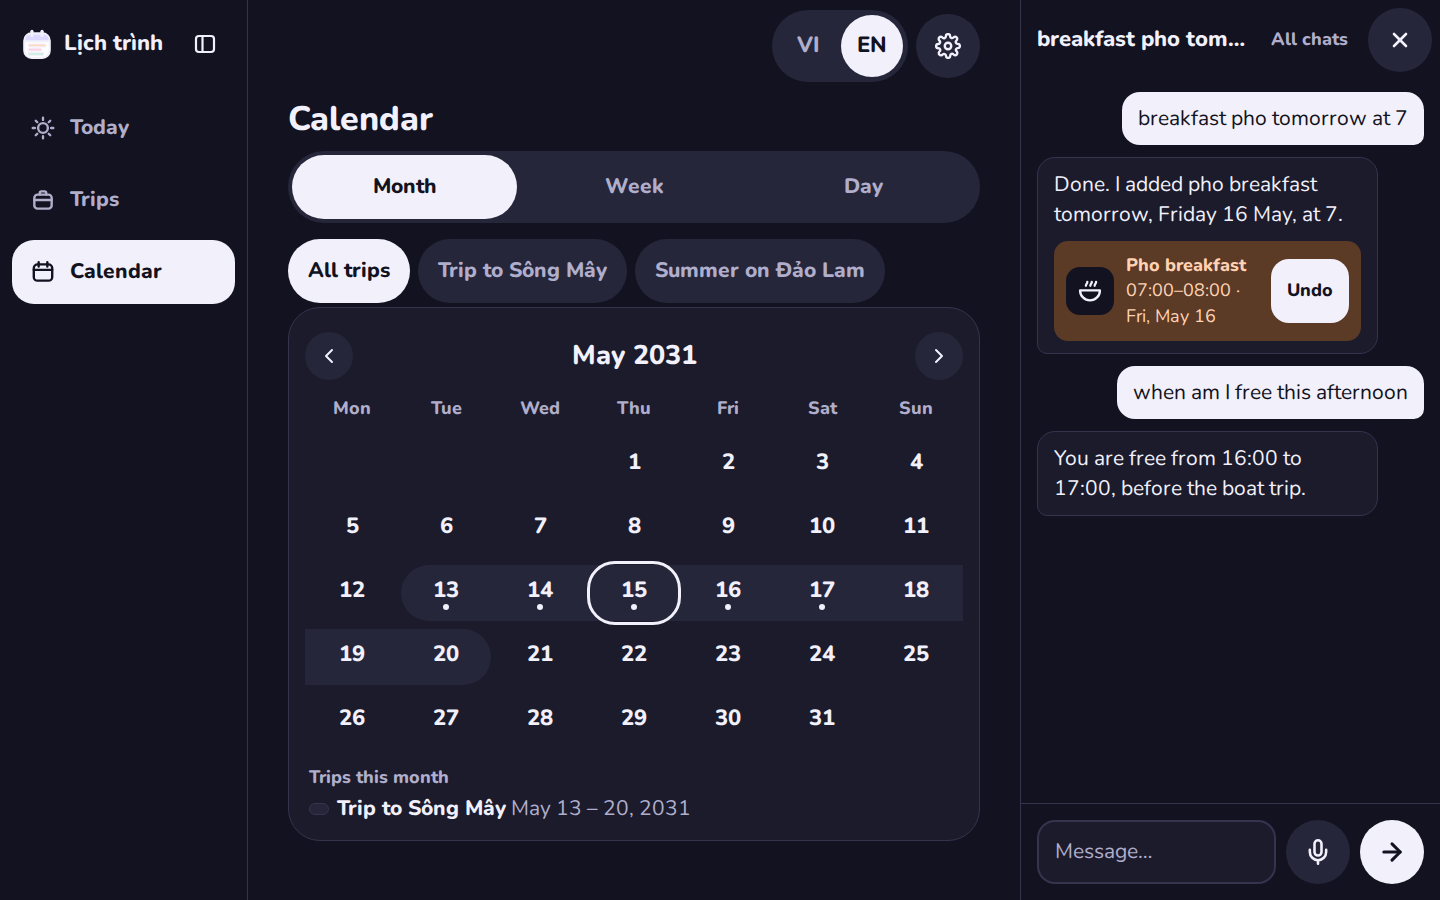 Lịch trình
Today
Trips
Calendar
VI EN
Calendar
Month Week Day
All trips Trip to Sông Mây Summer on Đảo Lam
May 2031
Mon Tue Wed Thu Fri Sat Sun
1 2 3 4
5 6 7 8 9 10 11
12 13 14 15 16 17 18
19 20 21 22 23 24 25
26 27 28 29 30 31
Trips this month
Trip to Sông Mây May 13 – 20, 2031
breakfast pho tom... All chats
breakfast pho tomorrow at 7
Done. I added pho breakfast
tomorrow, Friday 16 May, at 7.
Pho breakfast
07:00–08:00 ·
Fri, May 16
Undo
when am I free this afternoon
You are free from 16:00 to
17:00, before the boat trip.
Message...